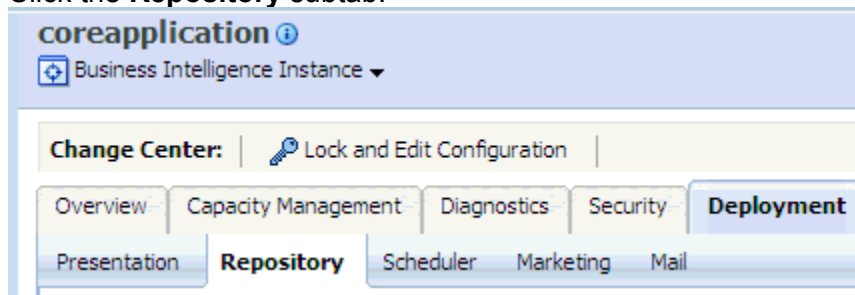 Click the Repository subtab.
coreapplication
Business Intelligence Instance
Change Center: Lock and Edit Configuration
Overview Capacity Management Diagnostics Security Deployment
Presentation Repository Scheduler Marketing Mail